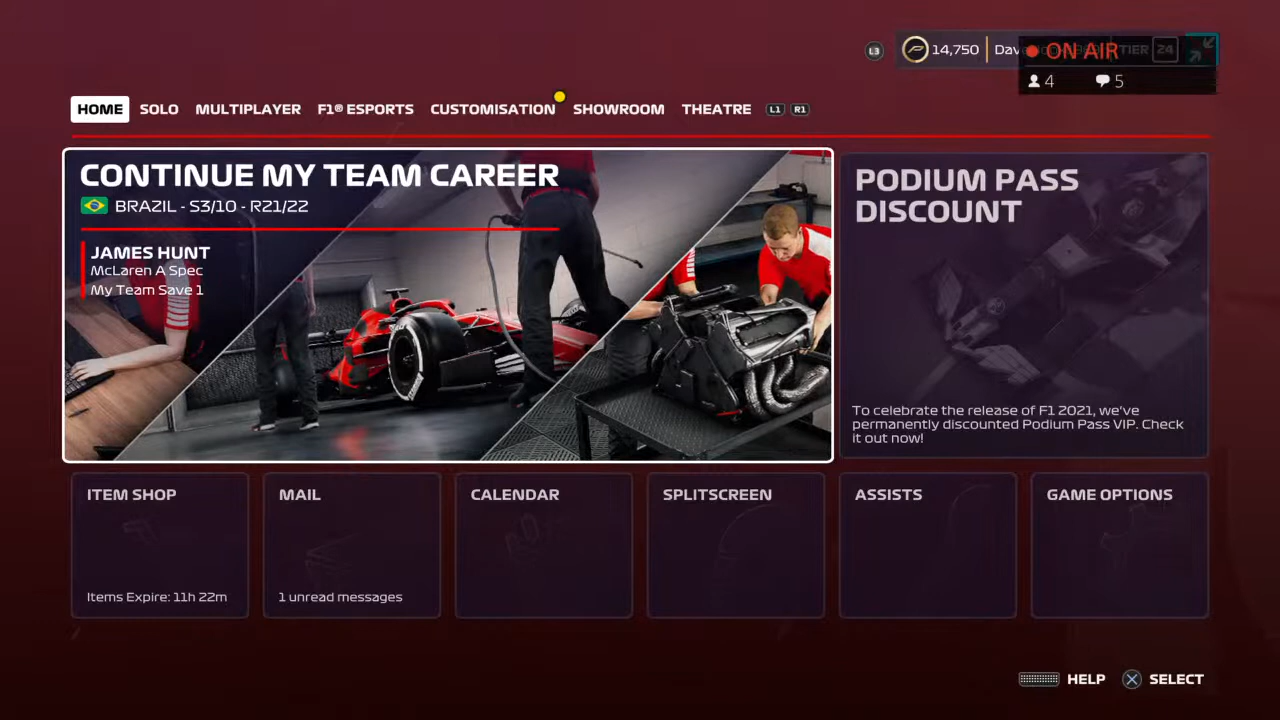 L3
14,750
Dav
ON AIR
TIER 24
4
5
HOME SOLO MULTIPLAYER F1® ESPORTS CUSTOMISATION SHOWROOM THEATRE L1 R1
CONTINUE MY TEAM CAREER
BRAZIL - S3/10 - R21/22
JAMES HUNT
McLaren A Spec
My Team Save 1
PODIUM PASS
DISCOUNT
To celebrate the release of F1 2021, we've
permanently discounted Podium Pass VIP. Check
it out now!
ITEM SHOP
Items Expire: 11h 22m
MAIL
1 unread messages
CALENDAR
SPLITSCREEN
ASSISTS
GAME OPTIONS
HELP
SELECT